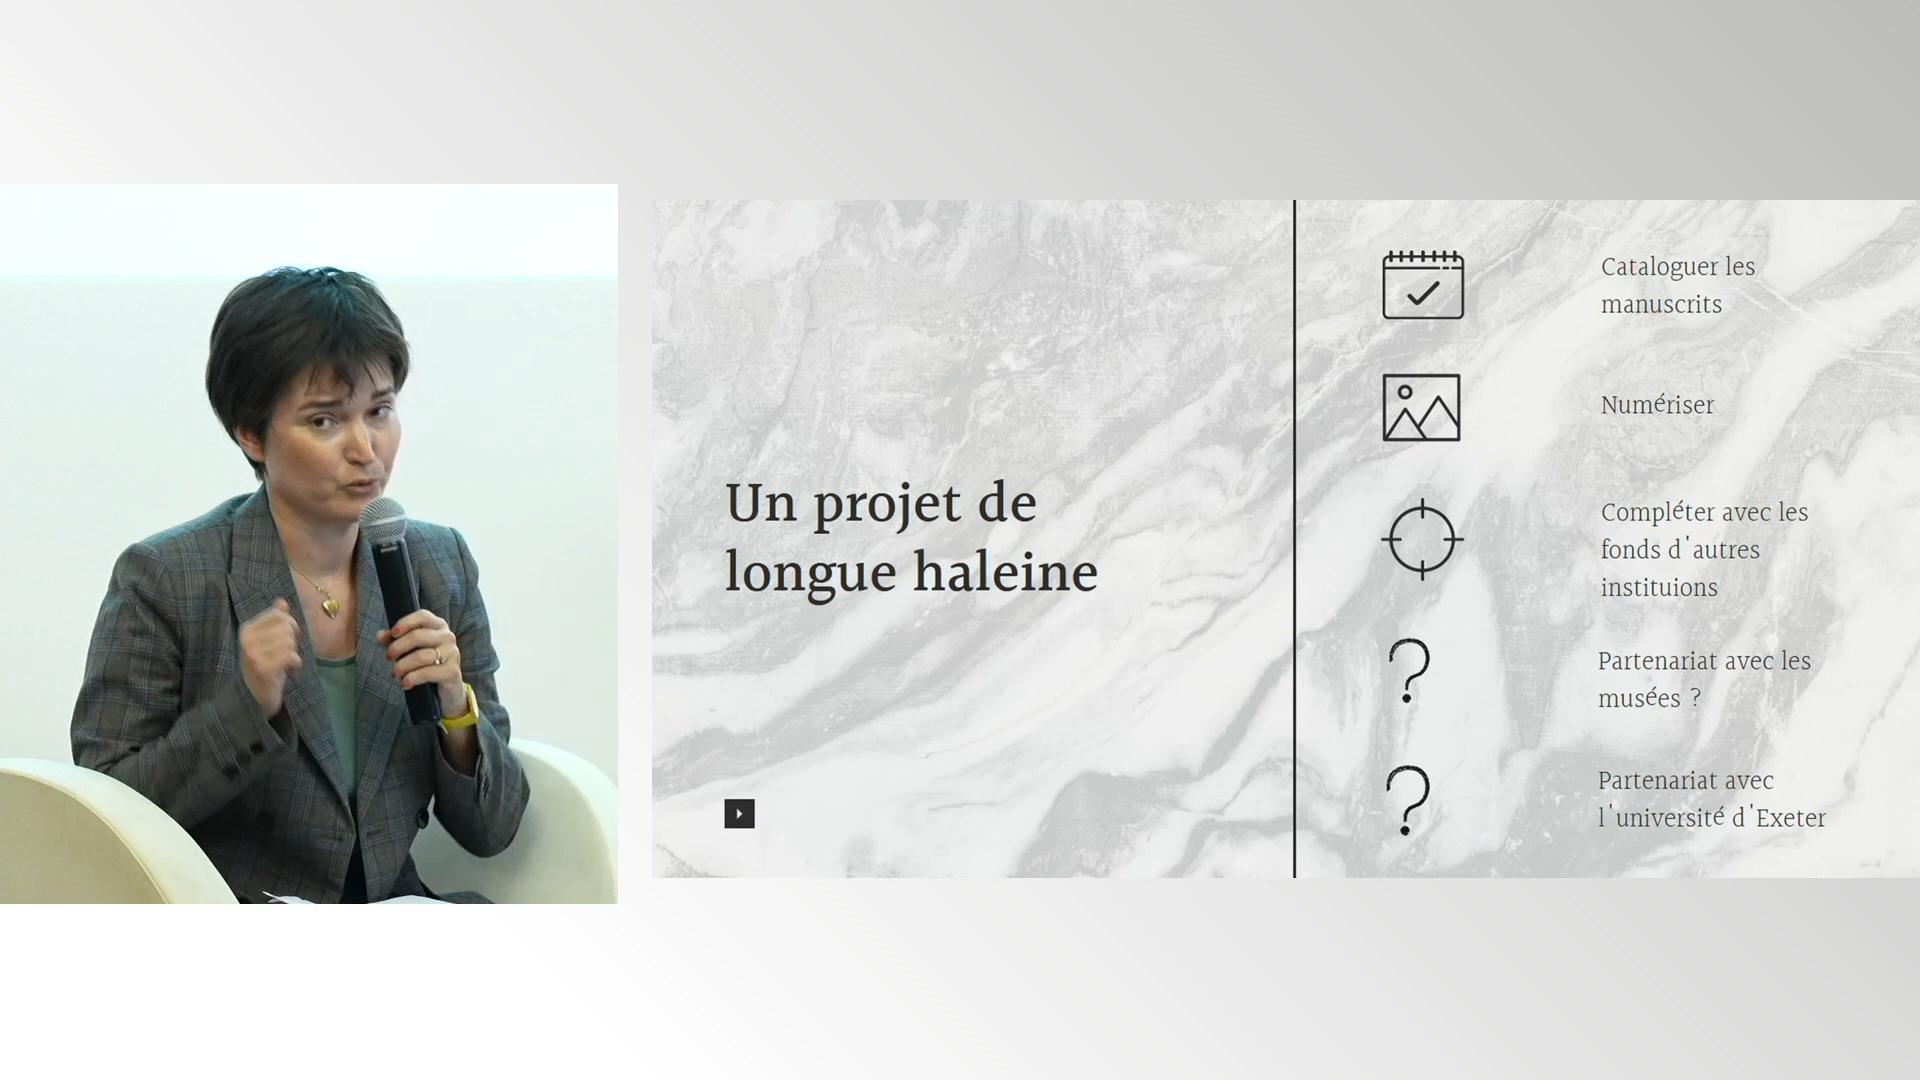 Un projet de
longue haleine
Cataloguer les
manuscrits
Numériser
Compléter avec les
fonds d'autres
instituions
Partenariat avec les
musées ?
Partenariat avec
l'université d'Exeter